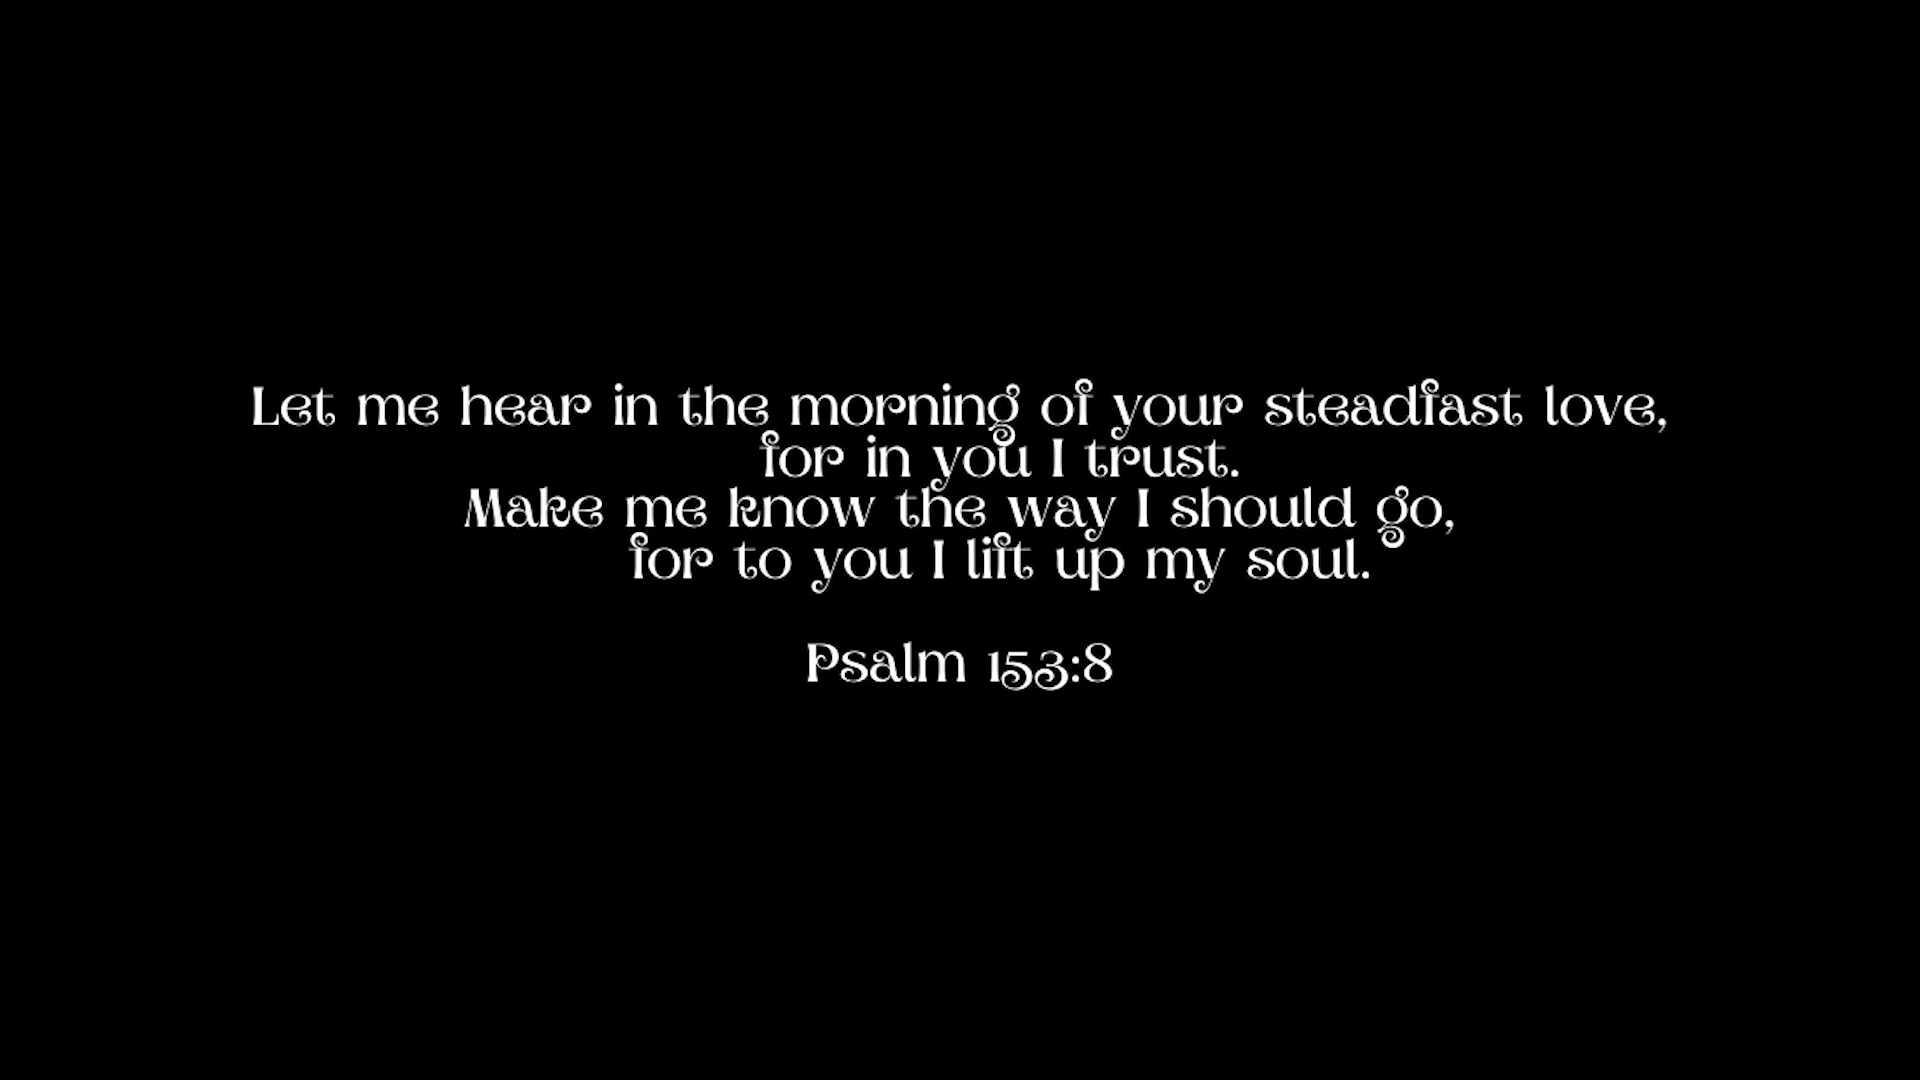 Let me hear in the morning of your steadfast love,
for in you I trust.
Make me know the way I should go,
for to you I lift up my soul.
Psalm 153:8